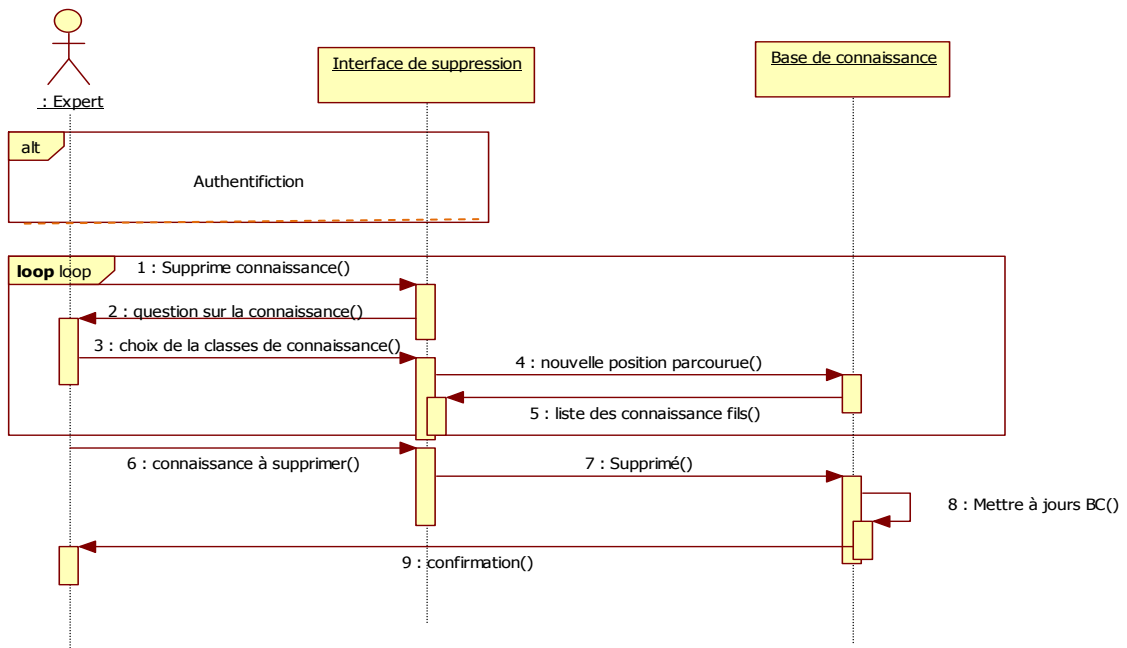 : Expert
Interface de suppression
Base de connaissance
alt
Authentifiction
loop loop
1 : Supprime connaissance()
2 : question sur la connaissance()
3 : choix de la classes de connaissance()
4 : nouvelle position parcourue()
5 : liste des connaissance fils()
6 : connaissance à supprimer()
7 : Supprimé()
8 : Mettre à jours BC()
9 : confirmation()